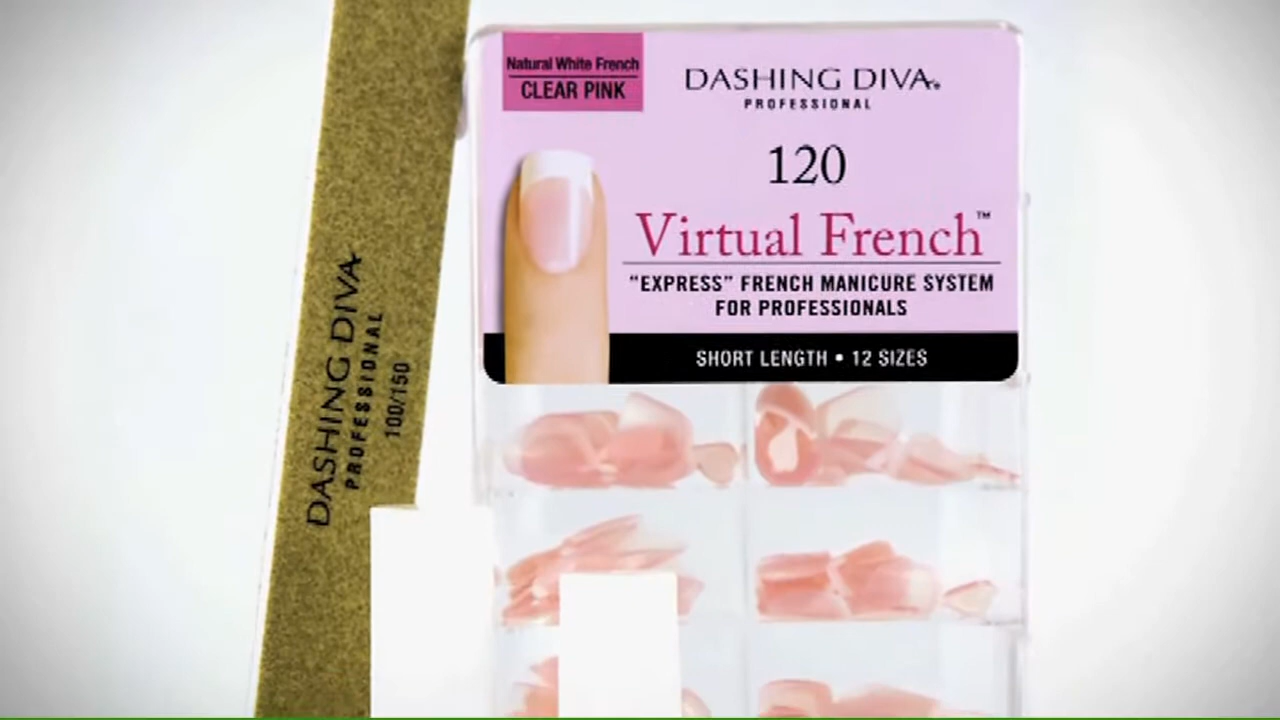 Natural White French
CLEAR PINK
DASHING DIVA®
PROFESSIONAL
120
Virtual French™
“EXPRESS” FRENCH MANICURE SYSTEM
FOR PROFESSIONALS
SHORT LENGTH • 12 SIZES
DASHING DIVA
PROFESSIONAL
100/150